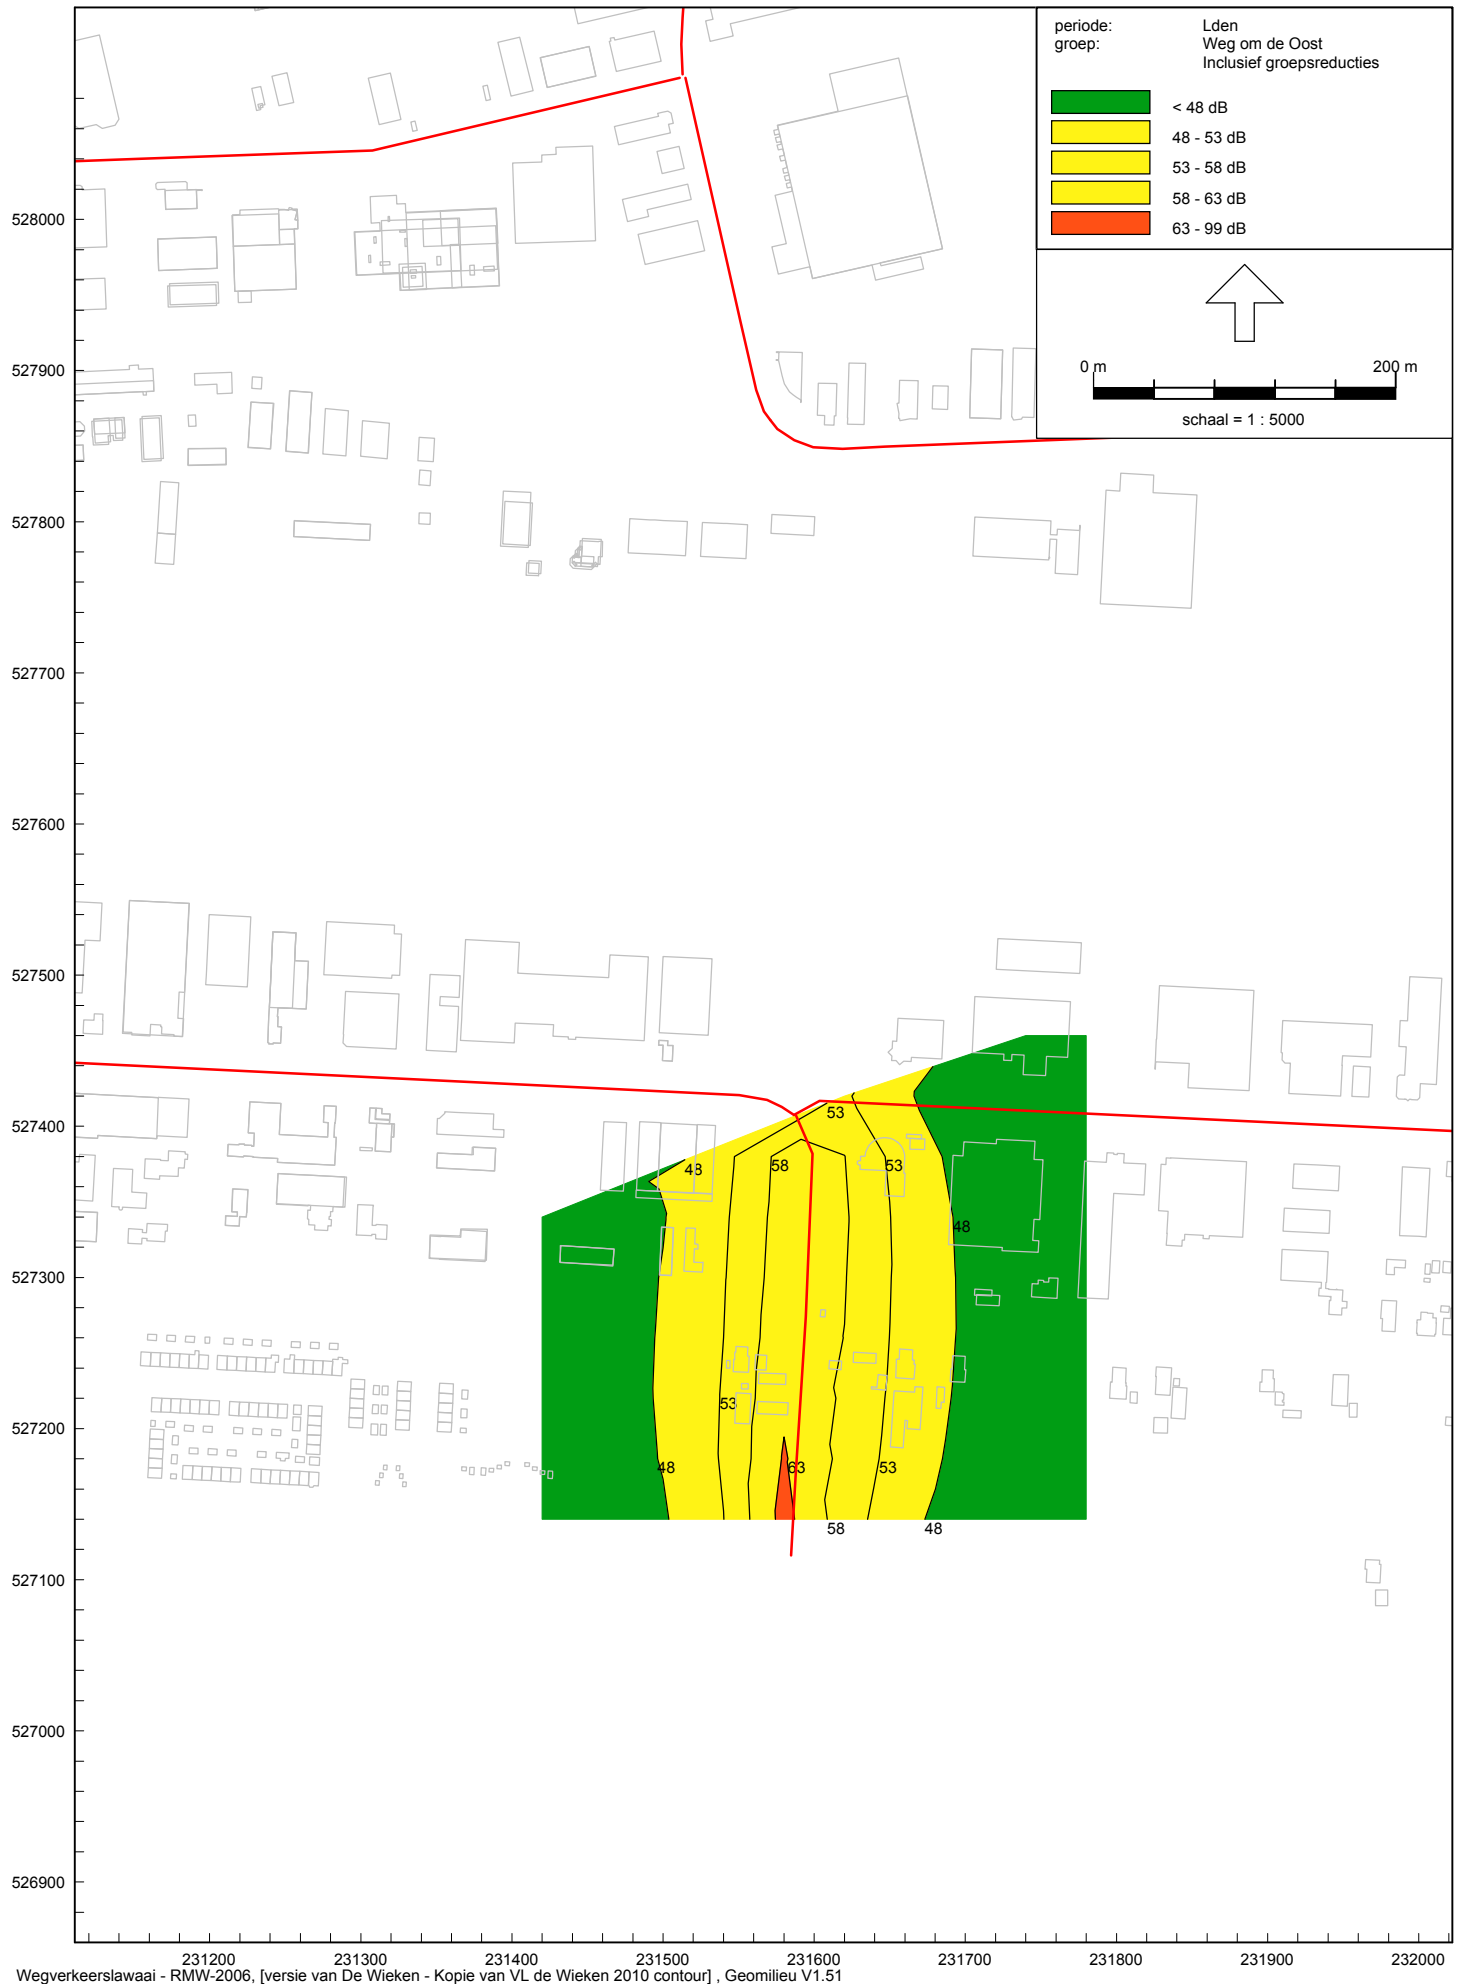 periode: Lden
groep: Weg om de Oost
Inclusief groepsreducties
< 48 dB
48 - 53 dB
53 - 58 dB
58 - 63 dB
63 - 99 dB
0 m 200 m
schaal = 1 : 5000
528000
527900
527800
527700
527600
527500
527400
527300
527200
527100
527000
526900
53
48 58 53
48
53
48 63 53
58 48
231200 231300 231400 231500 231600 231700 231800 231900 232000
Wegverkeerslawaai - RMW-2006, [versie van De Wieken - Kopie van VL de Wieken 2010 contour] , Geomilieu V1.51